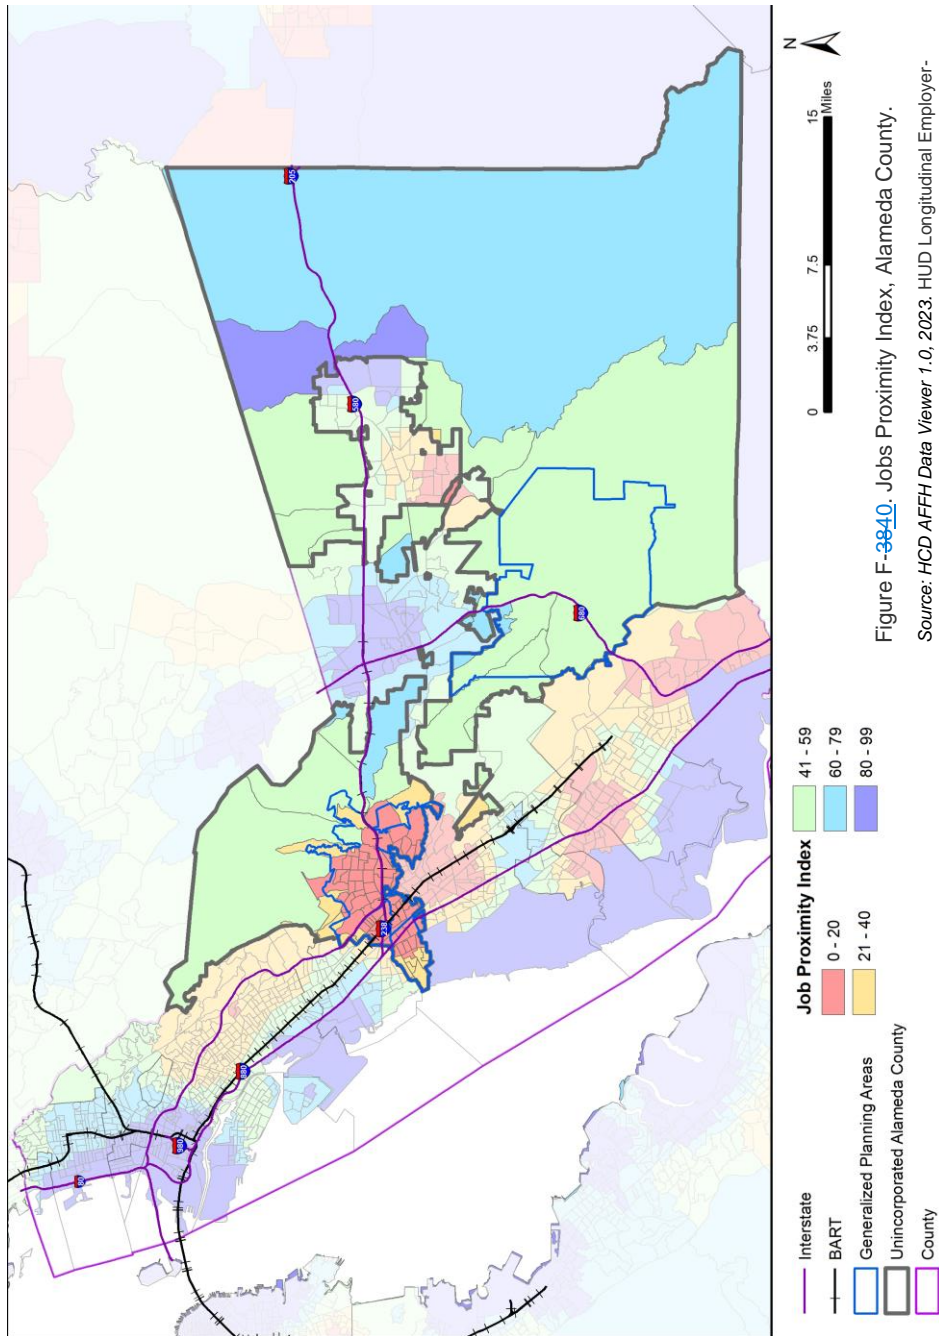 205
580
680
238
880
980
80
Interstate
BART
Generalized Planning Areas
Unincorporated Alameda County
County
Job Proximity Index
0 - 20
21 - 40
41 - 59
60 - 79
80 - 99
0 3.75 7.5 15
Miles
N
Figure F-3840. Jobs Proximity Index, Alameda County.
Source: HCD AFFH Data Viewer 1.0, 2023. HUD Longitudinal Employer-